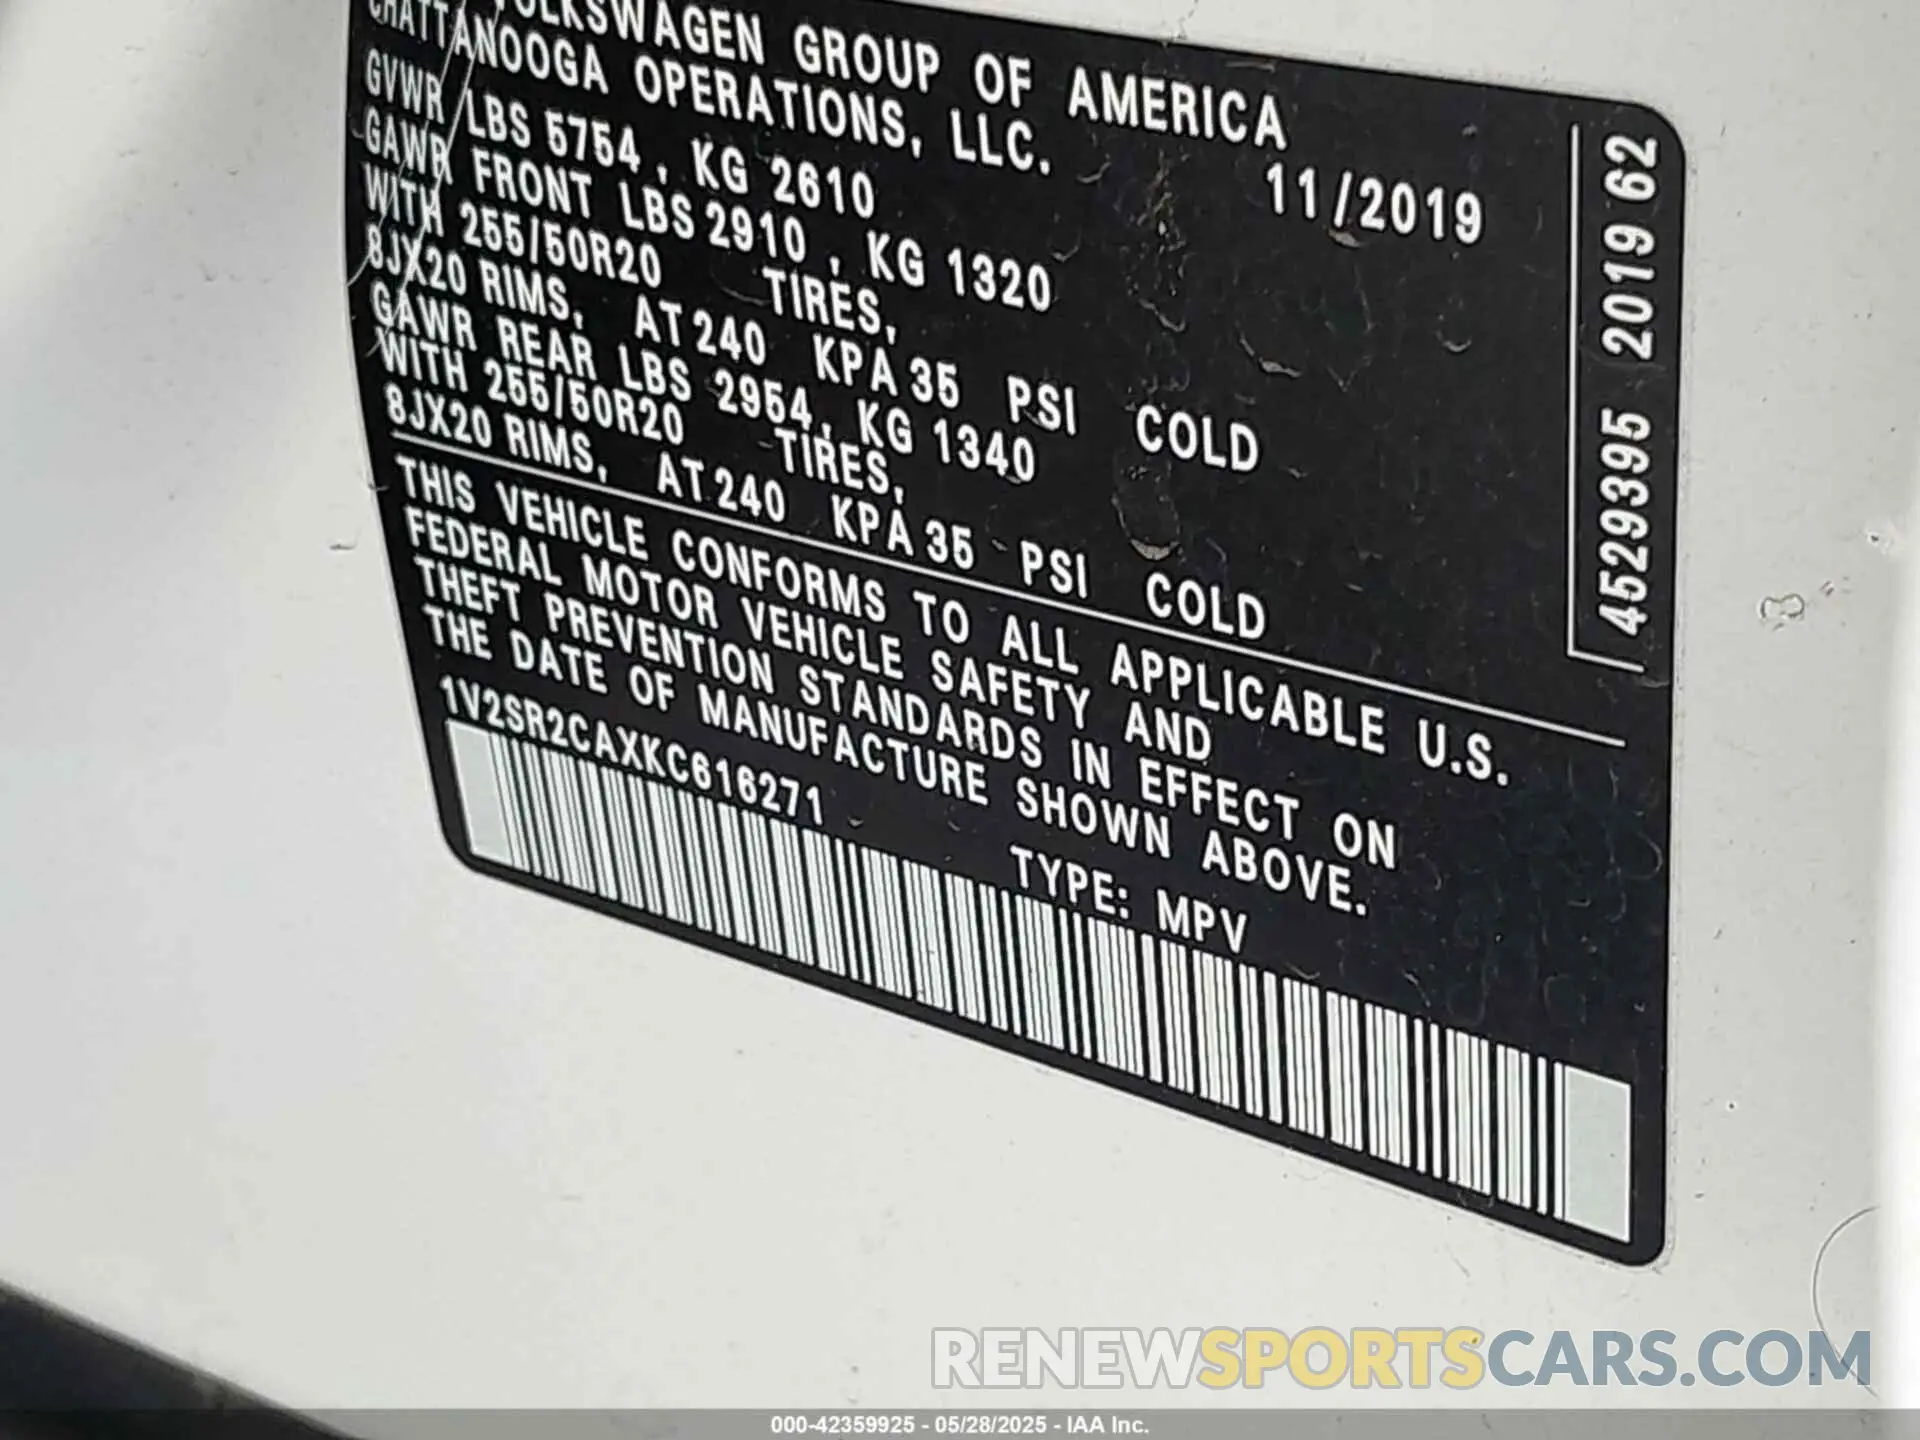 VOLKSWAGEN GROUP OF AMERICA
CHATTANOOGA OPERATIONS, LLC.
11/2019
GVWR LBS 5754 , KG 2610
GAWR FRONT LBS 2910 , KG 1320
WITH 255/50R20 TIRES,
8JX20 RIMS, AT 240 KPA 35 PSI COLD
GAWR REAR LBS 2954, KG 1340
WITH 255/50R20 TIRES,
8JX20 RIMS, AT 240 KPA 35 PSI COLD
THIS VEHICLE CONFORMS TO ALL APPLICABLE U.S.
FEDERAL MOTOR VEHICLE SAFETY AND
THEFT PREVENTION STANDARDS IN EFFECT ON
THE DATE OF MANUFACTURE SHOWN ABOVE.
1V2SR2CAXKC616271 TYPE: MPV
4529395 2019 62
RENEWSPORTSCARS.COM
000-42359925 - 05/28/2025 - IAA Inc.